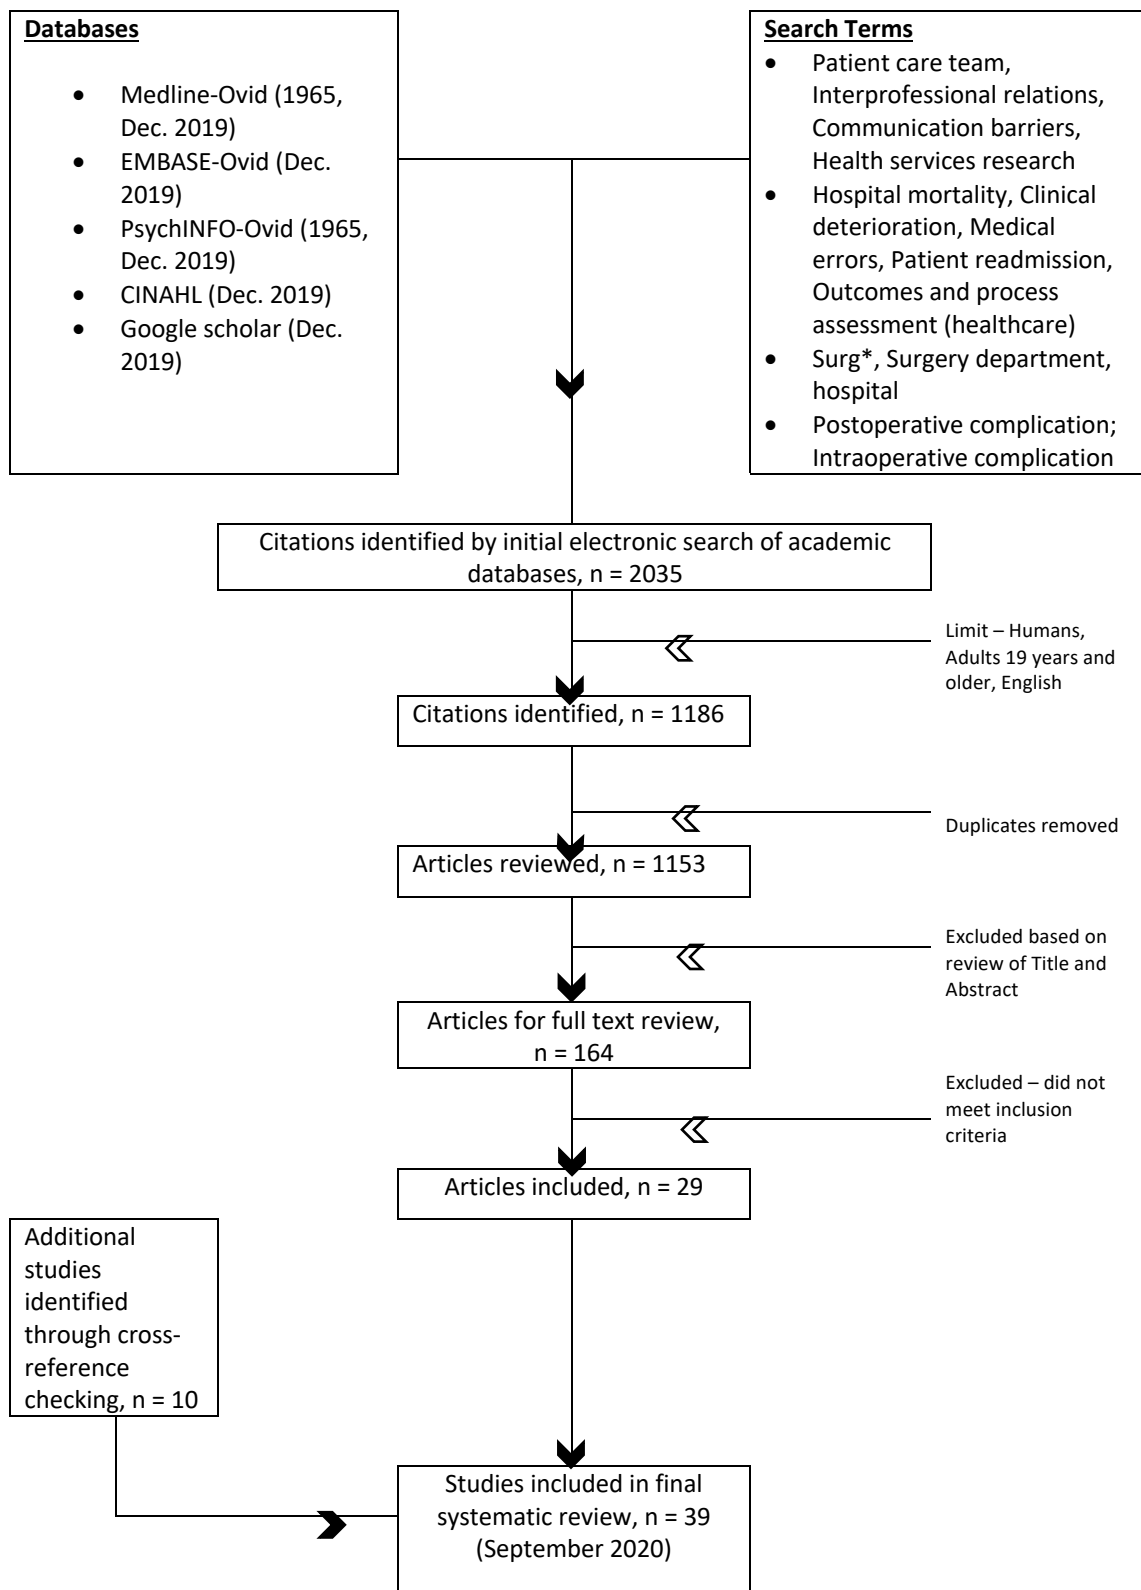 Databases
• Medline-Ovid (1965,
Dec. 2019)
• EMBASE-Ovid (Dec.
2019)
• PsychINFO-Ovid (1965,
Dec. 2019)
• CINAHL (Dec. 2019)
• Google scholar (Dec.
2019)
Search Terms
• Patient care team,
Interprofessional relations,
Communication barriers,
Health services research
• Hospital mortality, Clinical
deterioration, Medical
errors, Patient readmission,
Outcomes and process
assessment (healthcare)
• Surg*, Surgery department,
hospital
• Postoperative complication;
Intraoperative complication
Citations identified by initial electronic search of academic
databases, n = 2035
Limit – Humans,
Adults 19 years and
older, English
Citations identified, n = 1186
Duplicates removed
Articles reviewed, n = 1153
Excluded based on
review of Title and
Abstract
Articles for full text review,
n = 164
Excluded – did not
meet inclusion
criteria
Articles included, n = 29
Additional
studies
identified
through cross-
reference
checking, n = 10
Studies included in final
systematic review, n = 39
(September 2020)